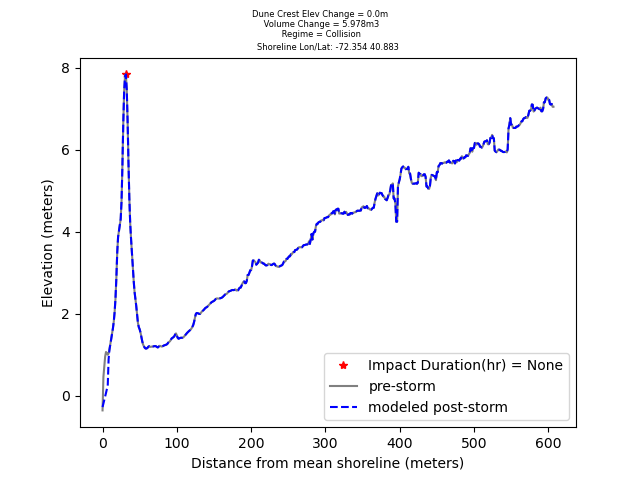 Dune Crest Elev Change = 0.0m
Volume Change = 5.978m3
Regime = Collision
Shoreline Lon/Lat: -72.354 40.883
8
6
4
2
0
Elevation (meters)
Impact Duration(hr) = None
pre-storm
modeled post-storm
0 100 200 300 400 500 600
Distance from mean shoreline (meters)